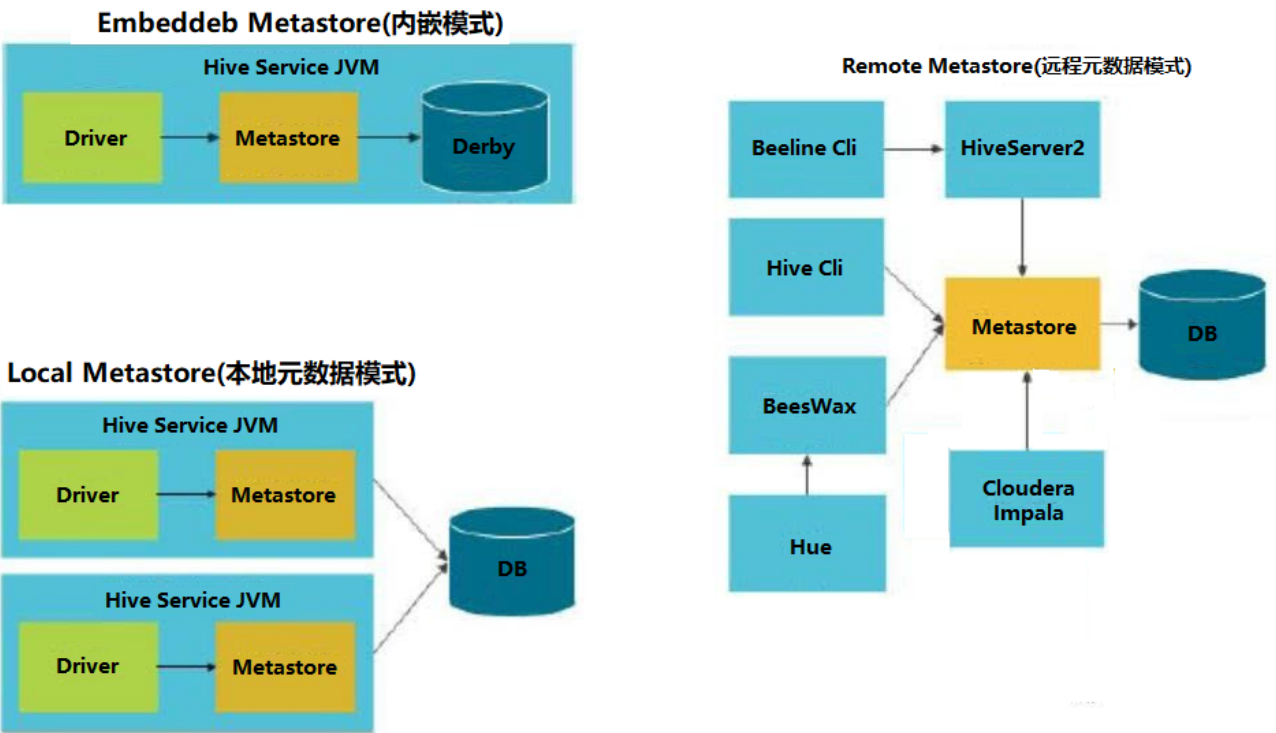 Embeddeb Metastore(内嵌模式)
Hive Service JVM
Driver
Metastore
Derby
Local Metastore(本地元数据模式)
Hive Service JVM
Driver
Metastore
Hive Service JVM
Driver
Metastore
DB
Remote Metastore(远程元数据模式)
Beeline Cli
HiveServer2
Hive Cli
Metastore
DB
BeesWax
Cloudera
Impala
Hue